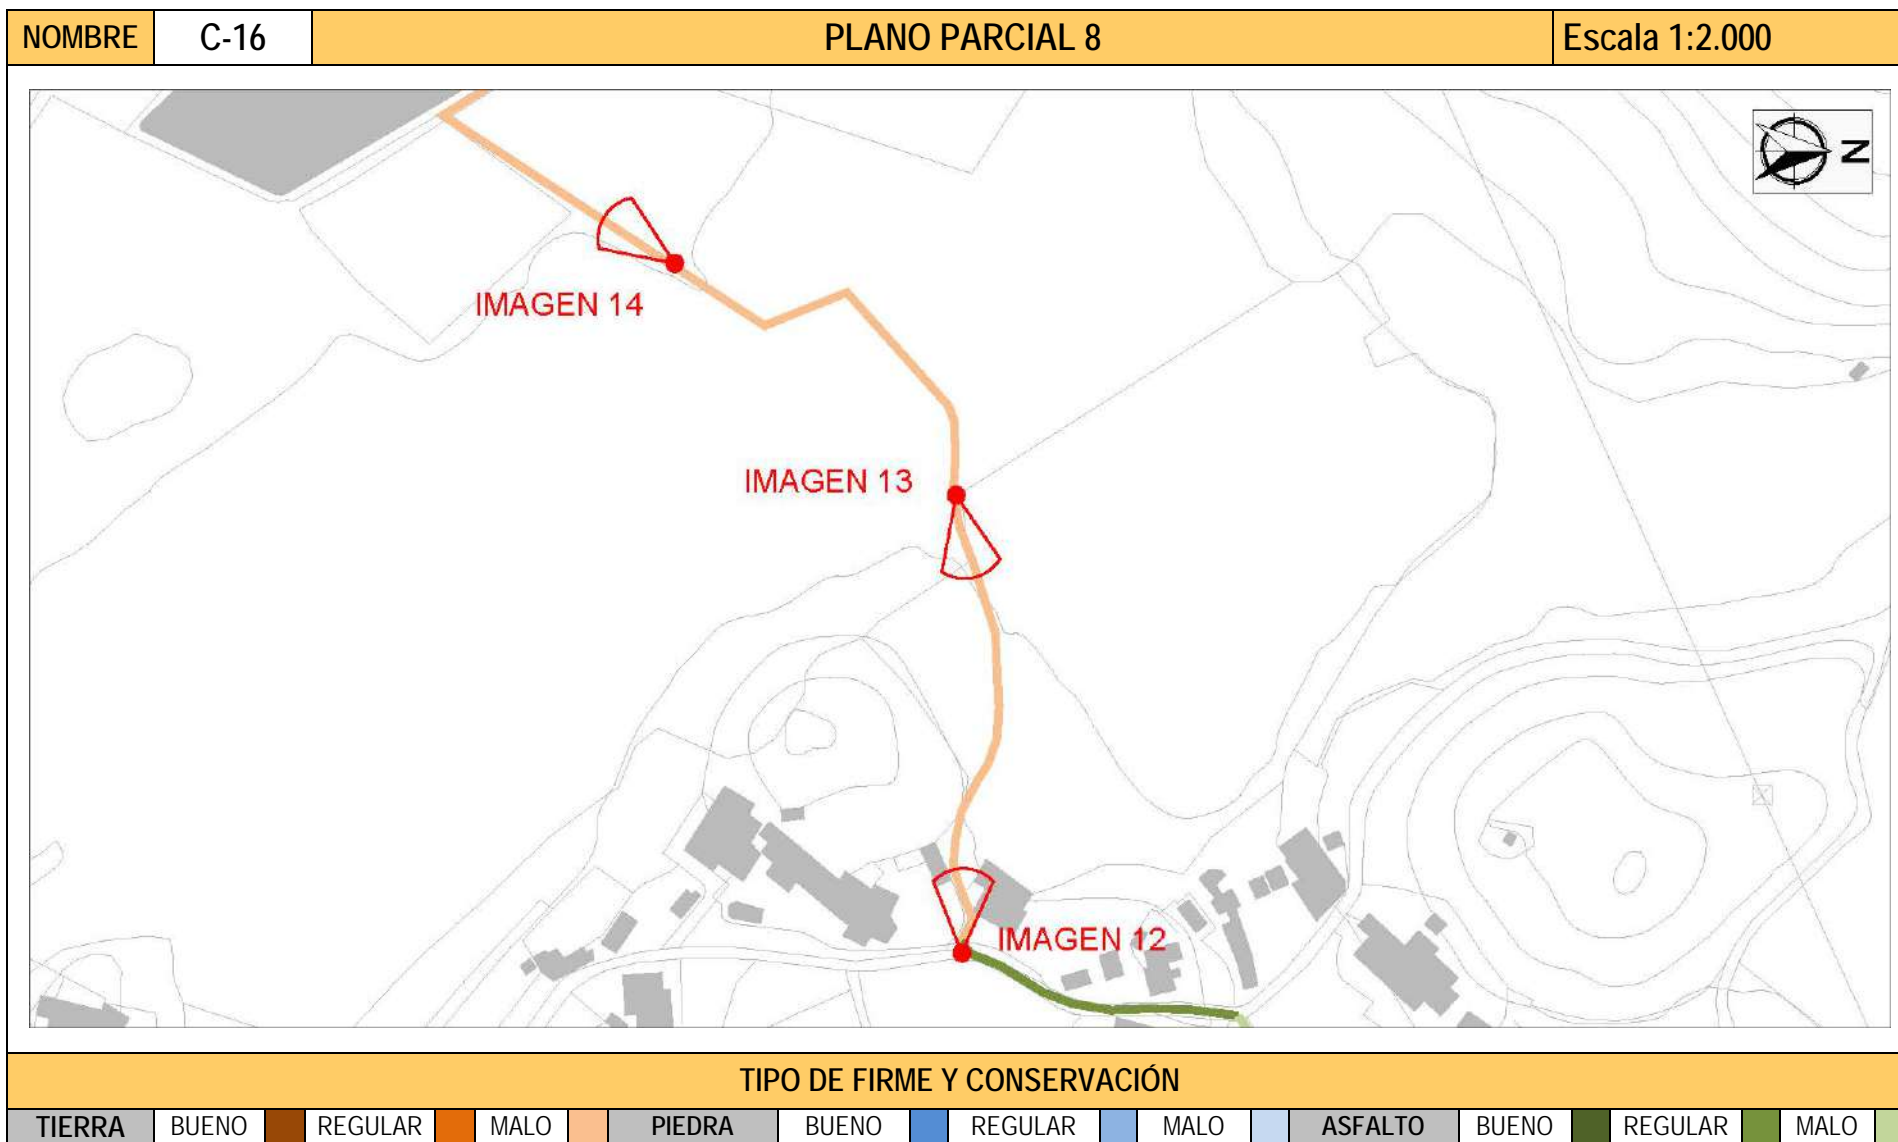 NOMBRE C-16 PLANO PARCIAL 8 Escala 1:2.000
N
IMAGEN 14
IMAGEN 13
IMAGEN 12
TIPO DE FIRME Y CONSERVACIÓN
TIERRA BUENO REGULAR MALO PIEDRA BUENO REGULAR MALO ASFALTO BUENO REGULAR MALO